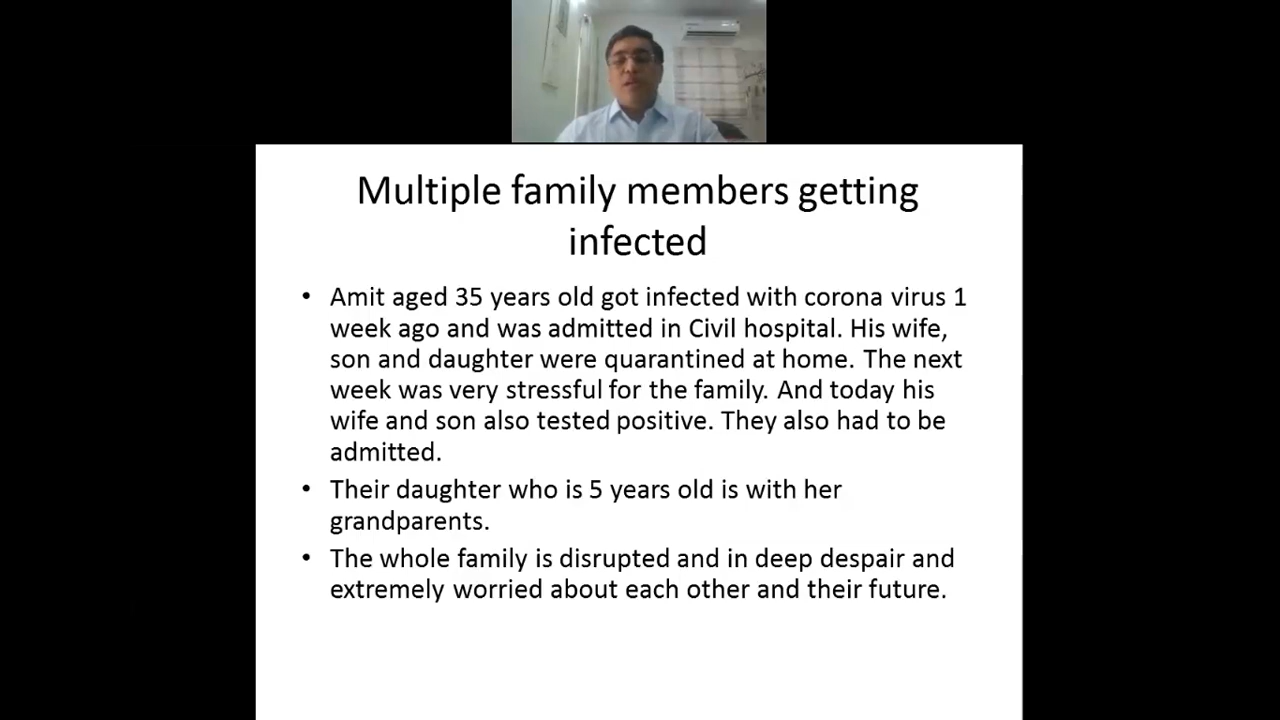 Multiple family members getting
infected
• Amit aged 35 years old got infected with corona virus 1
week ago and was admitted in Civil hospital. His wife,
son and daughter were quarantined at home. The next
week was very stressful for the family. And today his
wife and son also tested positive. They also had to be
admitted.
• Their daughter who is 5 years old is with her
grandparents.
• The whole family is disrupted and in deep despair and
extremely worried about each other and their future.